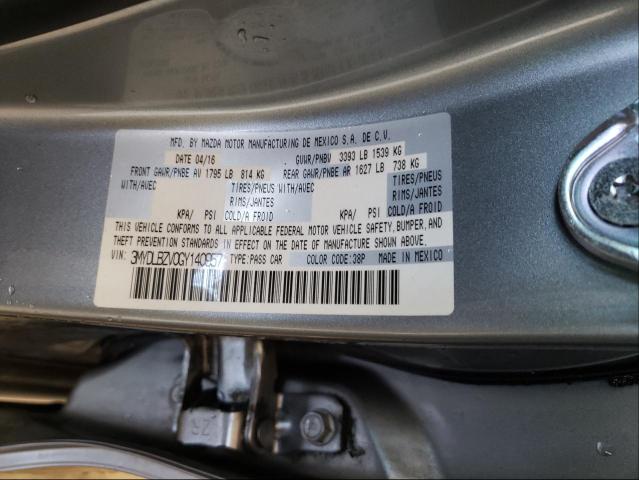 MFD. BY MAZDA MOTOR MANUFACTURING DE MEXICO S.A. DE C.V.
DATE 04/16 GVWR/PNBV 3393 LB 1539 KG
FRONT GAWR/PNBE AV 1795 LB 814 KG REAR GAWR/PNBE AR 1627 LB 738 KG
WITH/AVEC TIRES/PNEUS WITH/AVEC TIRES/PNEUS
RIMS/JANTES RIMS/JANTES
KPA/ PSI COLD/A FROID KPA/ PSI COLD/A FROID
THIS VEHICLE CONFORMS TO ALL APPLICABLE FEDERAL MOTOR VEHICLE SAFETY, BUMPER, AND
THEFT PREVENTION STANDARDS IN EFFECT ON THE DATE OF MANUFACTURE SHOWN ABOVE.
VIN: 3MYDLBZV0GY140957 TYPE:PASS CAR COLOR CODE:38P MADE IN MEXICO
ZR